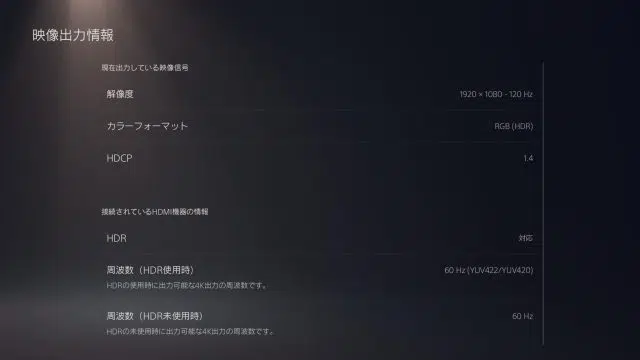 映像出力情報
現在出力している映像信号
解像度 1920 × 1080 - 120 Hz
カラーフォーマット RGB (HDR)
HDCP 1.4
接続されているHDMI機器の情報
HDR 対応
周波数（HDR使用時） 60 Hz (YUV422/YUV420)
HDRの使用時に出力可能な4K出力の周波数です。
周波数（HDR未使用時） 60 Hz
HDRの未使用時に出力可能な4K出力の周波数です。